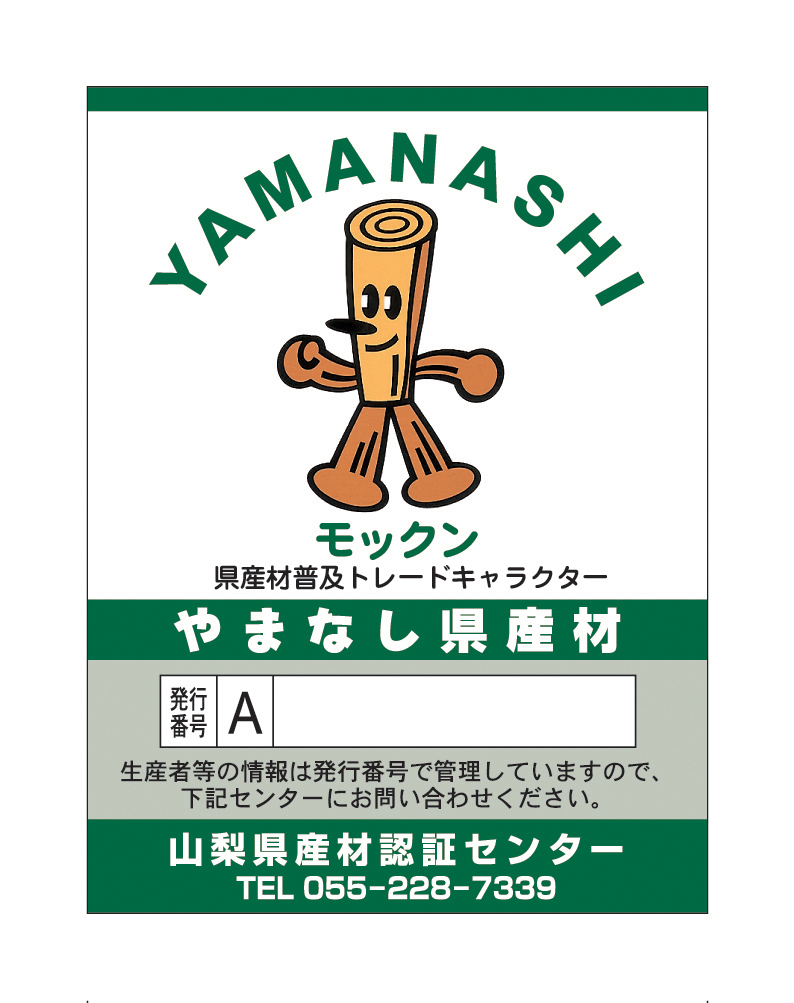 YAMANASHI
モックン
県産材普及トレードキャラクター
やまなし県産材
発行
番号
A
生産者等の情報は発行番号で管理していますので、
下記センターにお問い合わせください。
山梨県産材認証センター
TEL 055-228-7339